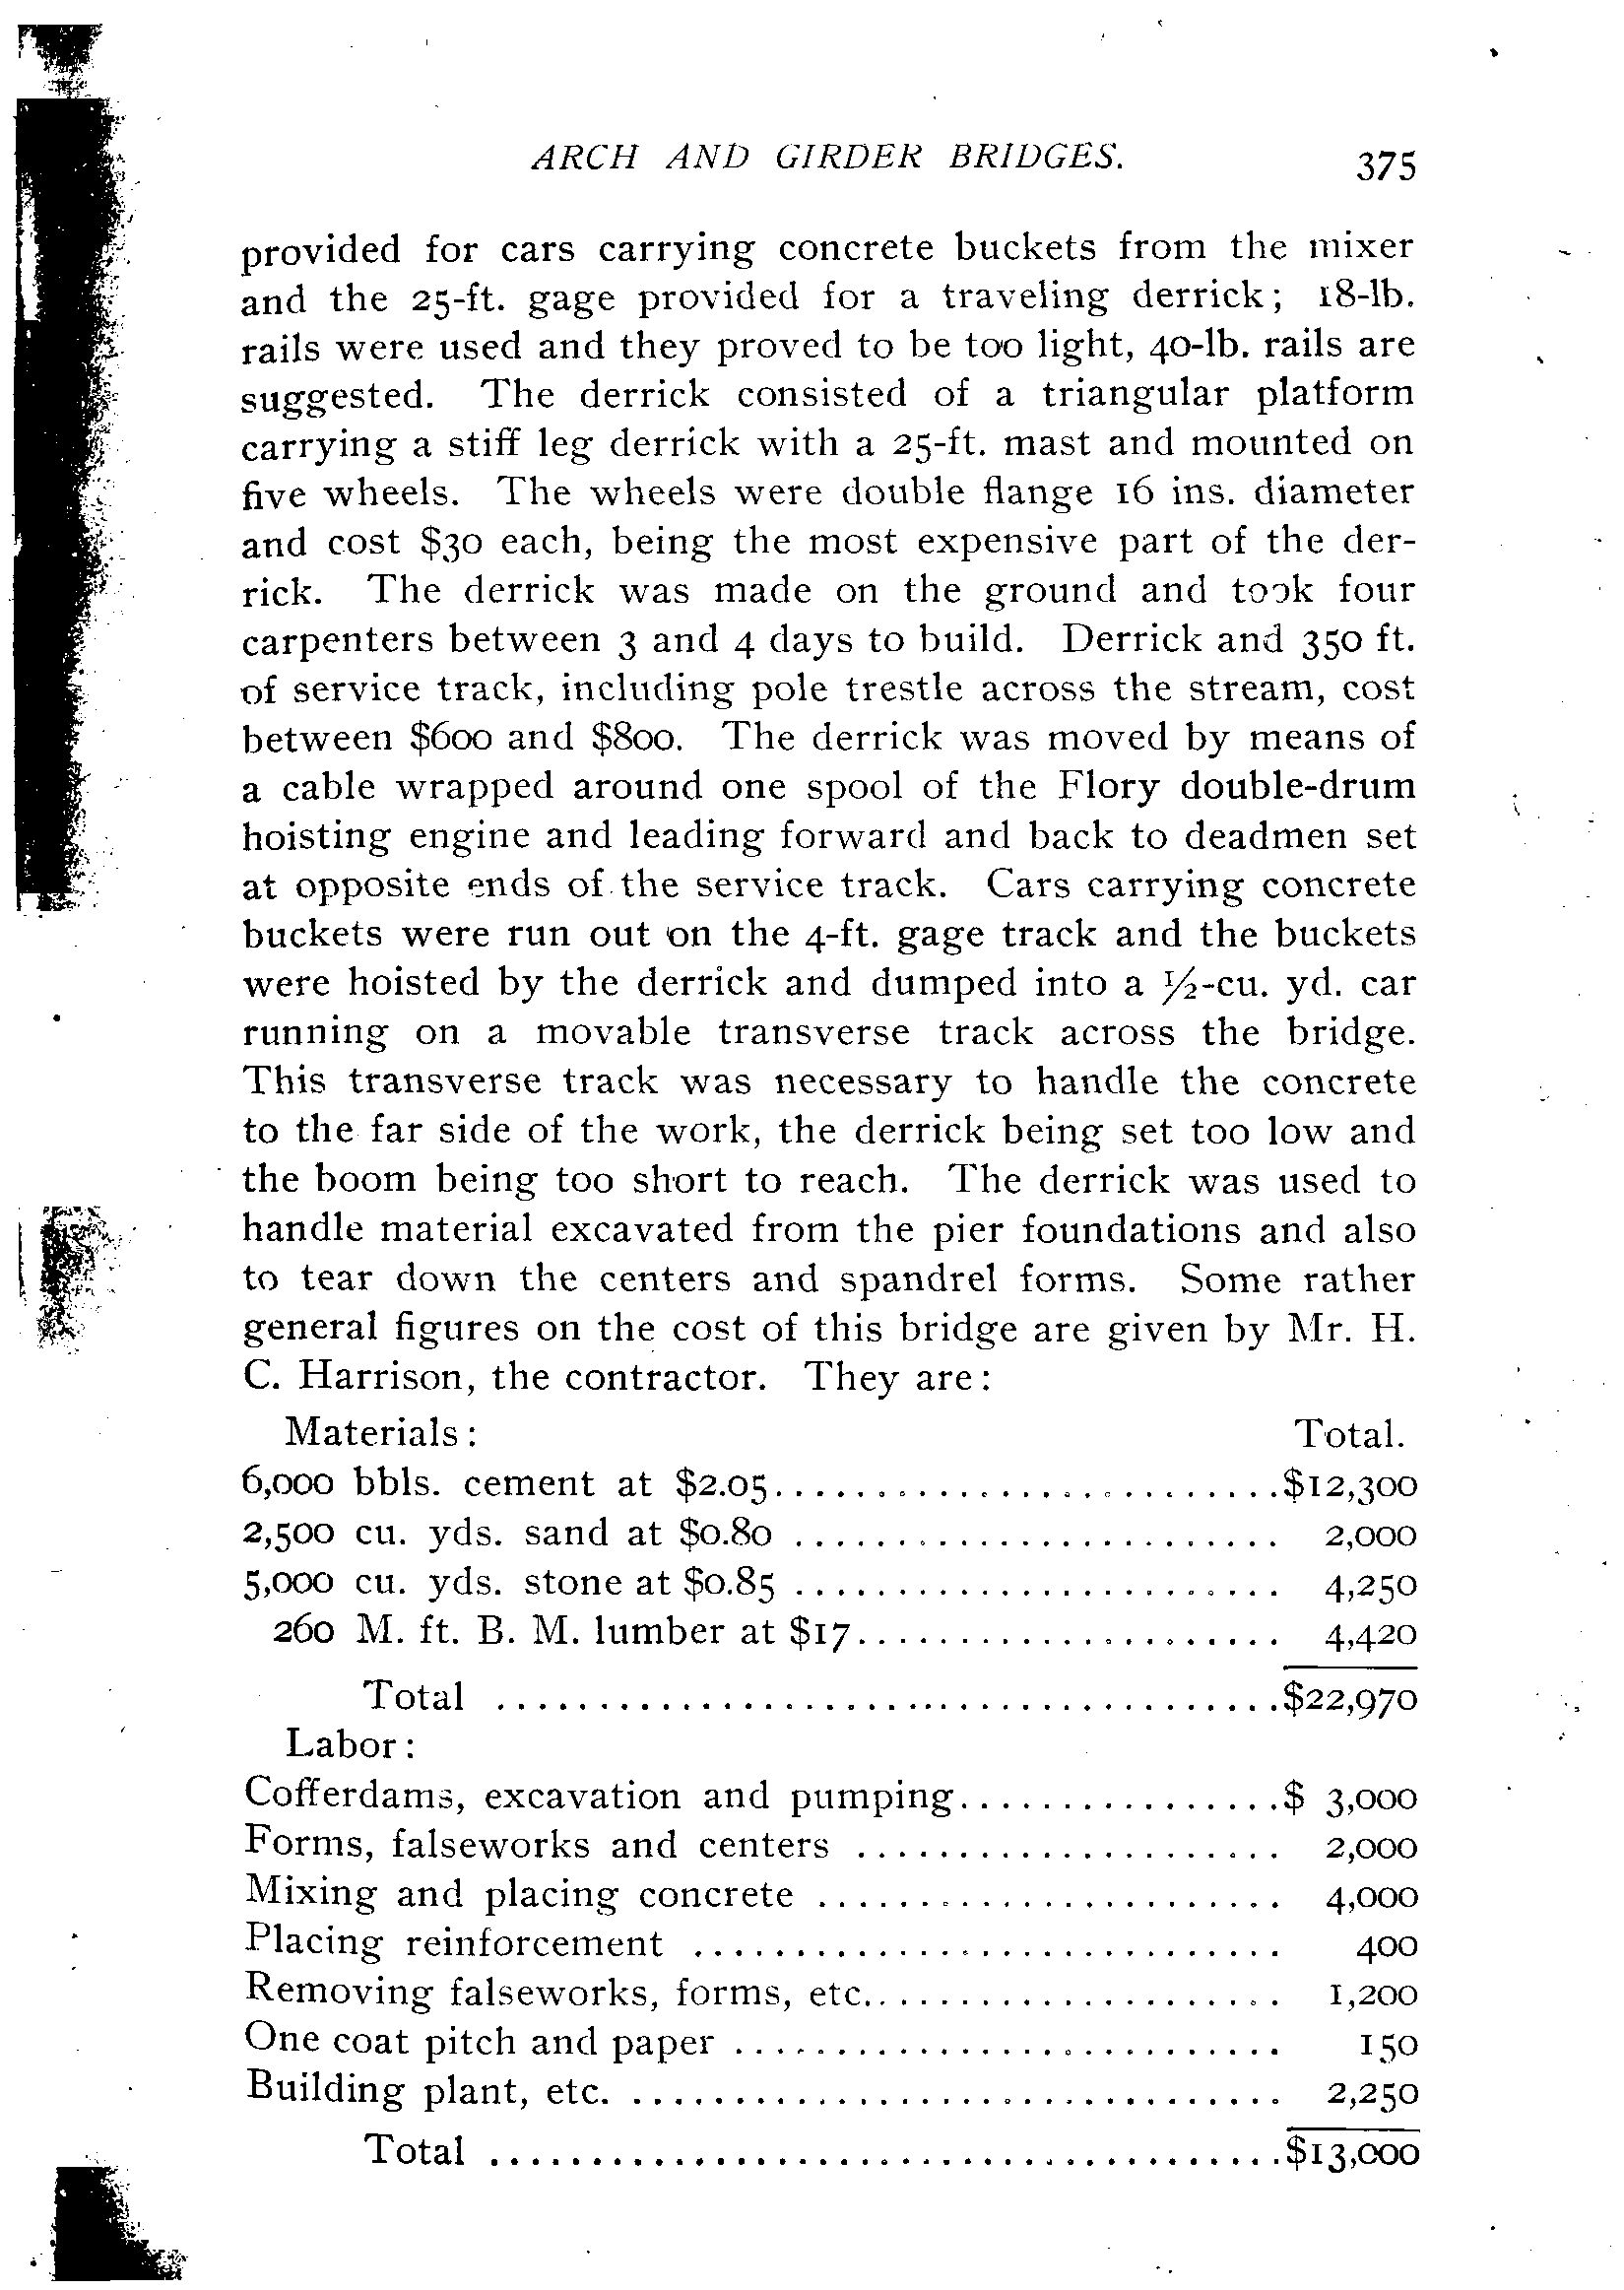 ARCH AND GIRDER BRIDGES. 375
provided for cars carrying concrete buckets from the mixer
and the 25-ft. gage provided for a traveling derrick; 18-lb.
rails were used and they proved to be too light, 40-lb. rails are
suggested. The derrick consisted of a triangular platform
carrying a stiff leg derrick with a 25-ft. mast and mounted on
five wheels. The wheels were double flange 16 ins. diameter
and cost $30 each, being the most expensive part of the der-
rick. The derrick was made on the ground and took four
carpenters between 3 and 4 days to build. Derrick and 350 ft.
of service track, including pole trestle across the stream, cost
between $600 and $800. The derrick was moved by means of
a cable wrapped around one spool of the Flory double-drum
hoisting engine and leading forward and back to deadmen set
at opposite ends of the service track. Cars carrying concrete
buckets were run out on the 4-ft. gage track and the buckets
were hoisted by the derrick and dumped into a ½-cu. yd. car
running on a movable transverse track across the bridge.
This transverse track was necessary to handle the concrete
to the far side of the work, the derrick being set too low and
the boom being too short to reach. The derrick was used to
handle material excavated from the pier foundations and also
to tear down the centers and spandrel forms. Some rather
general figures on the cost of this bridge are given by Mr. H.
C. Harrison, the contractor. They are:
Materials: Total.
6,000 bbls. cement at $2.05.........................$12,300
2,500 cu. yds. sand at $0.80 ........................ 2,000
5,000 cu. yds. stone at $0.85 ........................ 4,250
260 M. ft. B. M. lumber at $17..................... 4,420
Total ......................................$22,970
Labor:
Cofferdams, excavation and pumping................$ 3,000
Forms, falseworks and centers ..................... 2,000
Mixing and placing concrete ....................... 4,000
Placing reinforcement ............................. 400
Removing falseworks, forms, etc..................... 1,200
One coat pitch and paper ........................... 150
Building plant, etc. ................................ 2,250
Total .......................................$13,000